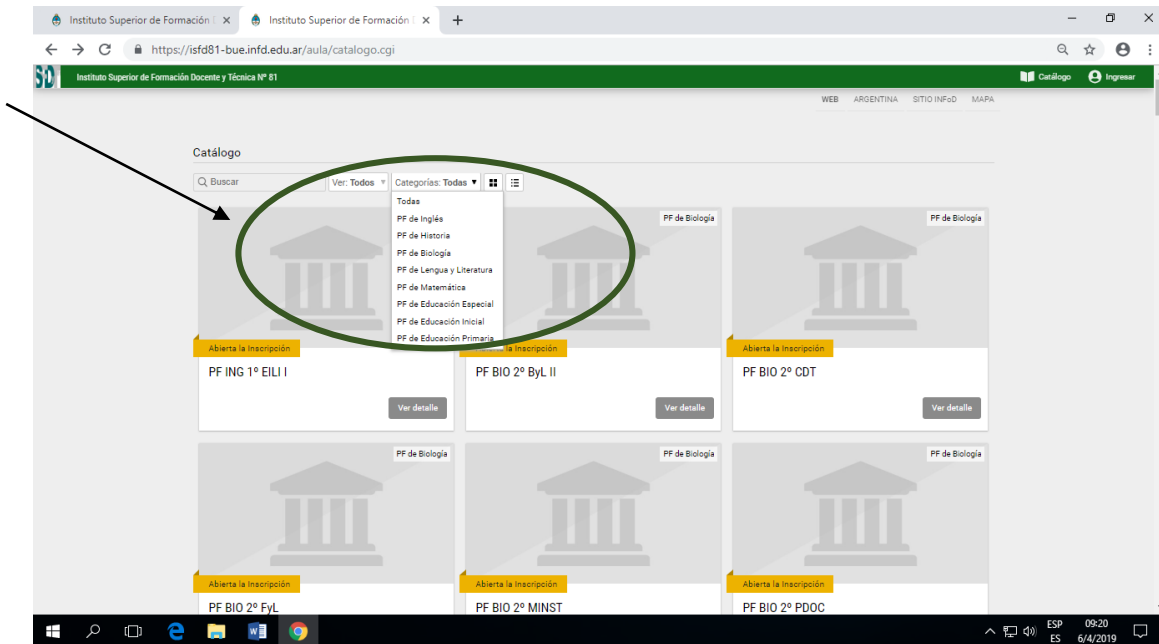 Instituto Superior de Formación
Instituto Superior de Formación
https://isfd81-bue.infd.edu.ar/aula/catalogo.cgi
Instituto Superior de Formación Docente y Técnica Nº 81
Catálogo
Ingresar
WEB ARGENTINA SITIO INFoD MAPA
Catálogo
Buscar
Ver: Todos
Categorías: Todas
Todas
PF de Inglés
PF de Historia
PF de Biología
PF de Lengua y Literatura
PF de Matemática
PF de Educación Especial
PF de Educación Inicial
PF de Educación Primaria
Abierta la Inscripción
PF ING 1º EILI I
Ver detalle
PF de Biología
la Inscripción
PF BIO 2º ByL II
Ver detalle
PF de Biología
Abierta la Inscripción
PF BIO 2º CDT
Ver detalle
PF de Biología
Abierta la Inscripción
PF BIO 2º FyL
PF de Biología
Abierta la Inscripción
PF BIO 2º MINST
PF de Biología
Abierta la Inscripción
PF BIO 2º PDOC
ESP
ES
09:20
6/4/2019